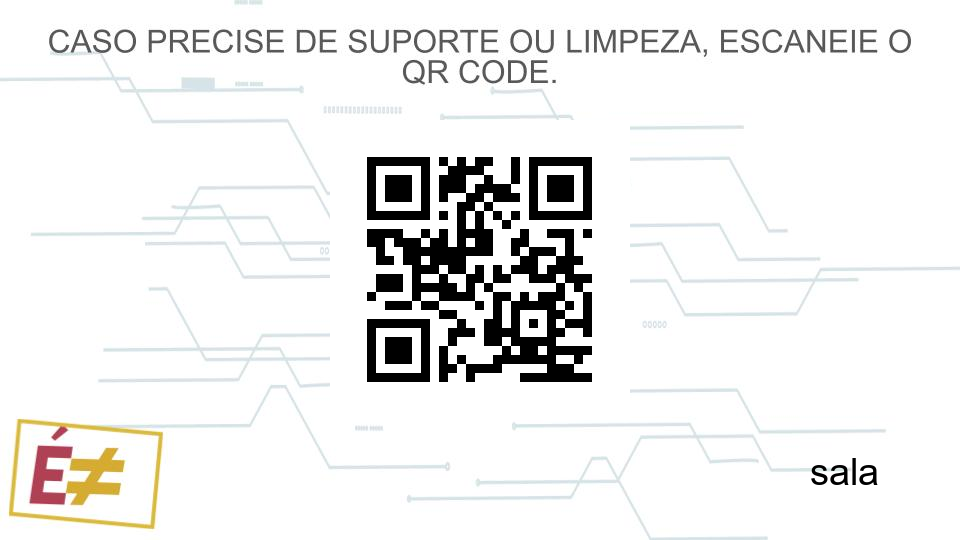 CASO PRECISE DE SUPORTE OU LIMPEZA, ESCANEIE O
QR CODE.
É≠
sala